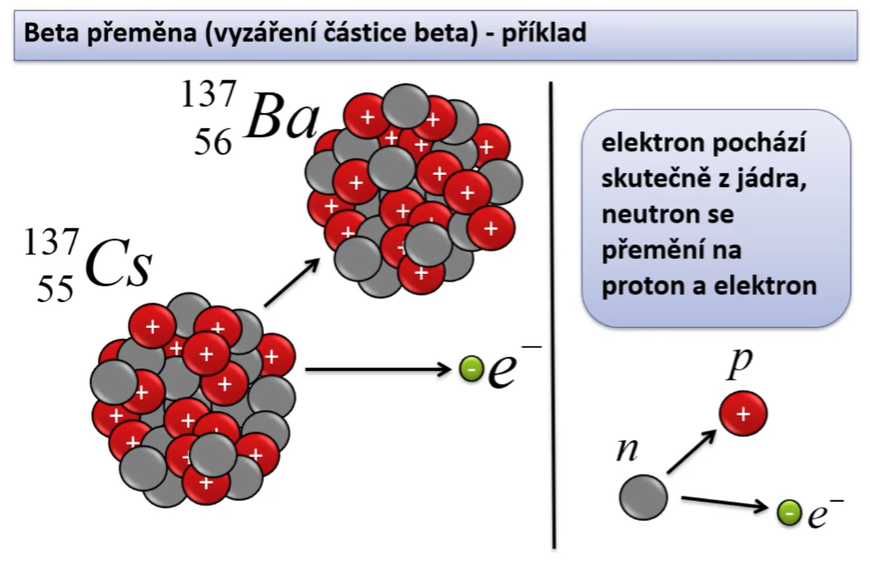 Beta přeměna (vyzáření částice beta) - příklad
137
56 Ba
137
55 Cs
e⁻
elektron pochází
skutečně z jádra,
neutron se
přemění na
proton a elektron
p
n
e⁻